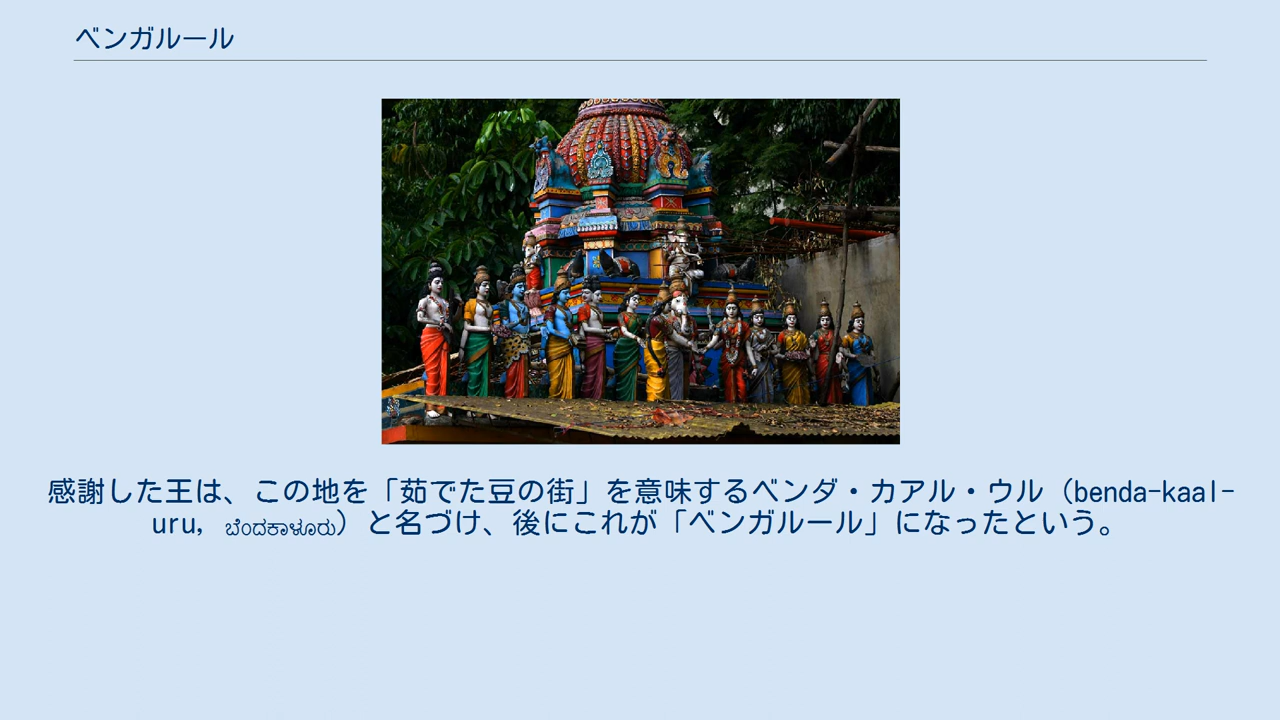 ベンガルール
感謝した王は、この地を「茹でた豆の街」を意味するベンダ・カアル・ウル（benda-kaal-
uru, ಬೆಂದಕಾಳೂರು）と名づけ、後にこれが「ベンガルール」になったという。